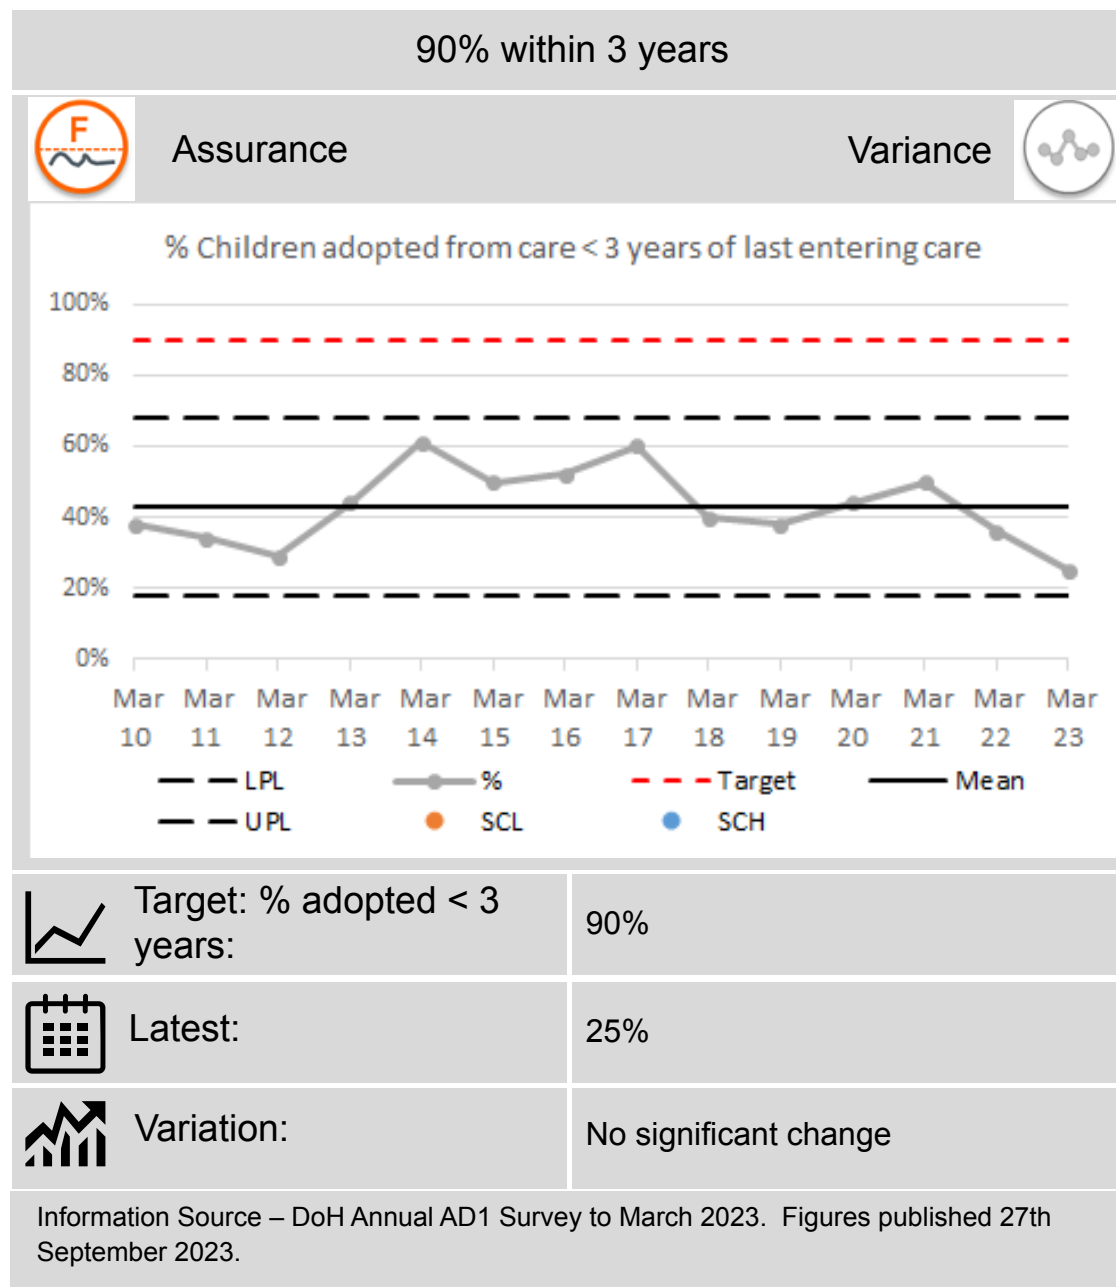 90% within 3 years
F
Assurance
Variance
% Children adopted from care < 3 years of last entering care
100%
80%
60%
40%
20%
0%
Mar Mar Mar Mar Mar Mar Mar Mar Mar Mar Mar Mar Mar Mar
10 11 12 13 14 15 16 17 18 19 20 21 22 23
LPL % Target Mean
UPL SCL SCH
Target: % adopted < 3
years:
90%
Latest:
25%
Variation:
No significant change
Information Source – DoH Annual AD1 Survey to March 2023. Figures published 27th
September 2023.